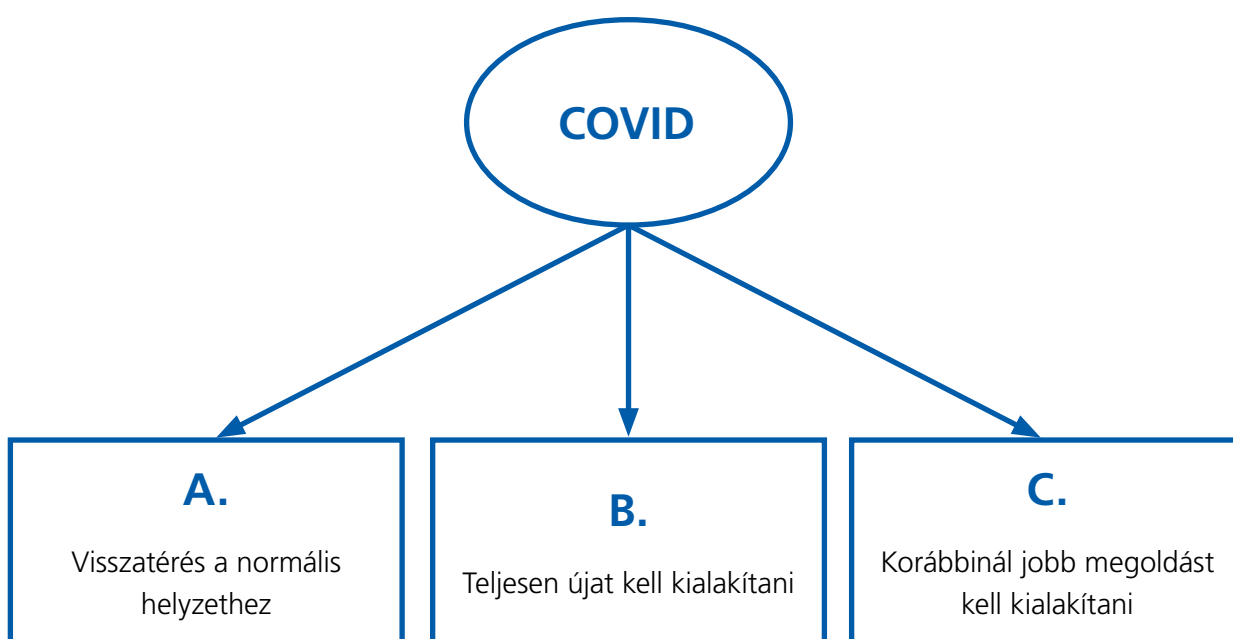 COVID
A.
Visszatérés a normális
helyzethez
B.
Teljesen újat kell kialakítani
C.
Korábbinál jobb megoldást
kell kialakítani